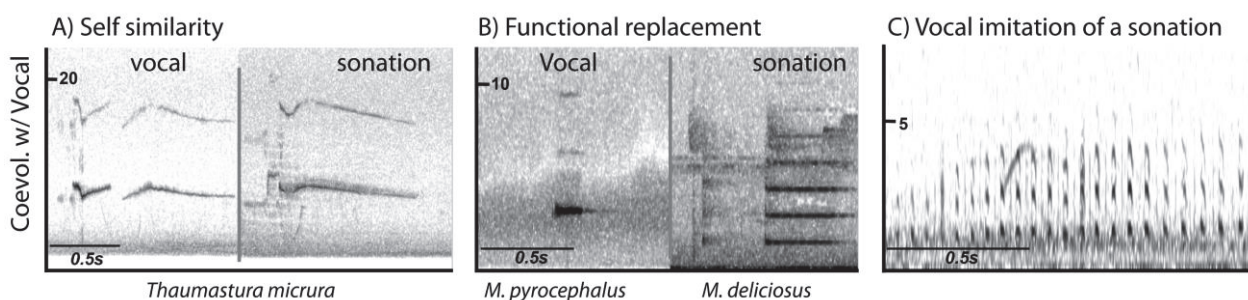 Coevol. w/ Vocal
A) Self similarity
vocal
sonation
20
0.5s
Thaumastura micrura
B) Functional replacement
Vocal
sonation
10
0.5s
M. pyrocephalus
M. deliciosus
C) Vocal imitation of a sonation
5
0.5s